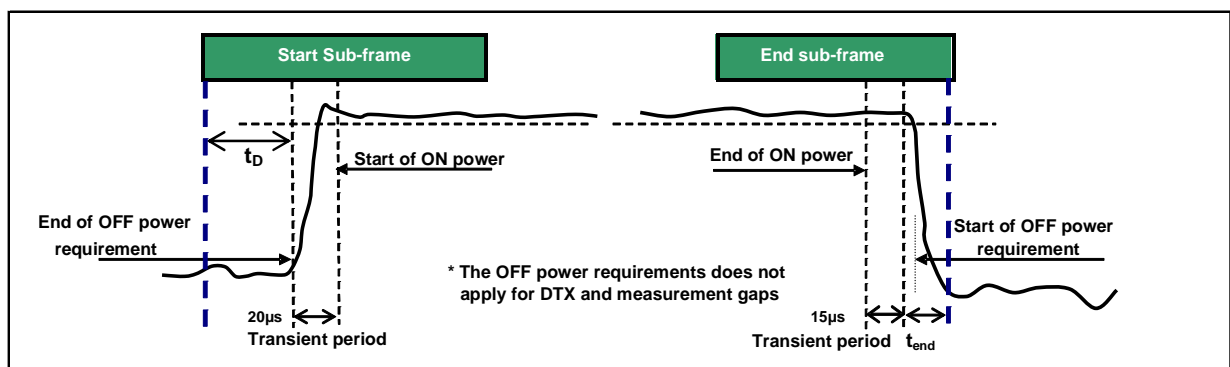 Start Sub-frame
End sub-frame
tD
Start of ON power
End of ON power
End of OFF power
requirement
Start of OFF power
requirement
* The OFF power requirements does not
apply for DTX and measurement gaps
20µs
Transient period
15µs
Transient period
tend